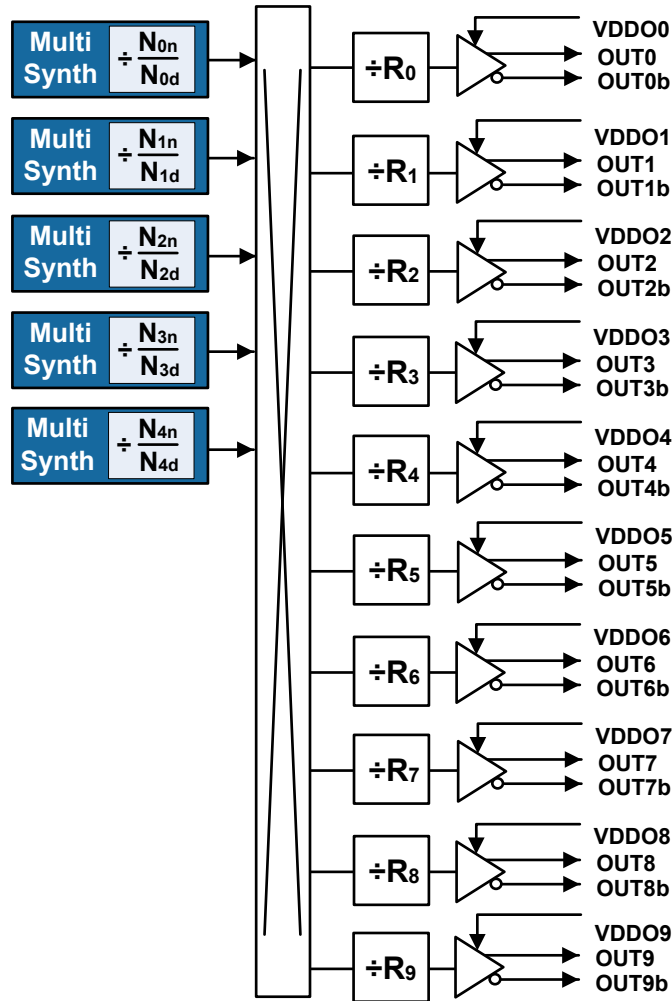 Multi Synth ÷ N0n N0d
Multi Synth ÷ N1n N1d
Multi Synth ÷ N2n N2d
Multi Synth ÷ N3n N3d
Multi Synth ÷ N4n N4d
÷R0
VDDO0
OUT0
OUT0b
÷R1
VDDO1
OUT1
OUT1b
÷R2
VDDO2
OUT2
OUT2b
÷R3
VDDO3
OUT3
OUT3b
÷R4
VDDO4
OUT4
OUT4b
÷R5
VDDO5
OUT5
OUT5b
÷R6
VDDO6
OUT6
OUT6b
÷R7
VDDO7
OUT7
OUT7b
÷R8
VDDO8
OUT8
OUT8b
÷R9
VDDO9
OUT9
OUT9b